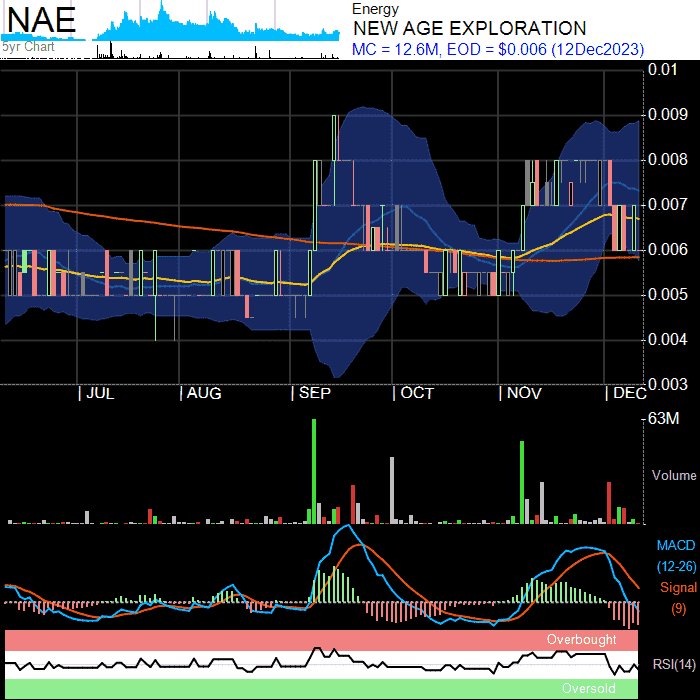 NAE
5yr Chart
Energy
NEW AGE EXPLORATION
MC = 12.6M, EOD = $0.006 (12Dec2023)
0.01
0.009
0.008
0.007
0.006
0.005
0.004
0.003
JUL AUG SEP OCT NOV DEC
63M
Volume
MACD
(12-26)
Signal
(9)
Overbought
RSI(14)
Oversold